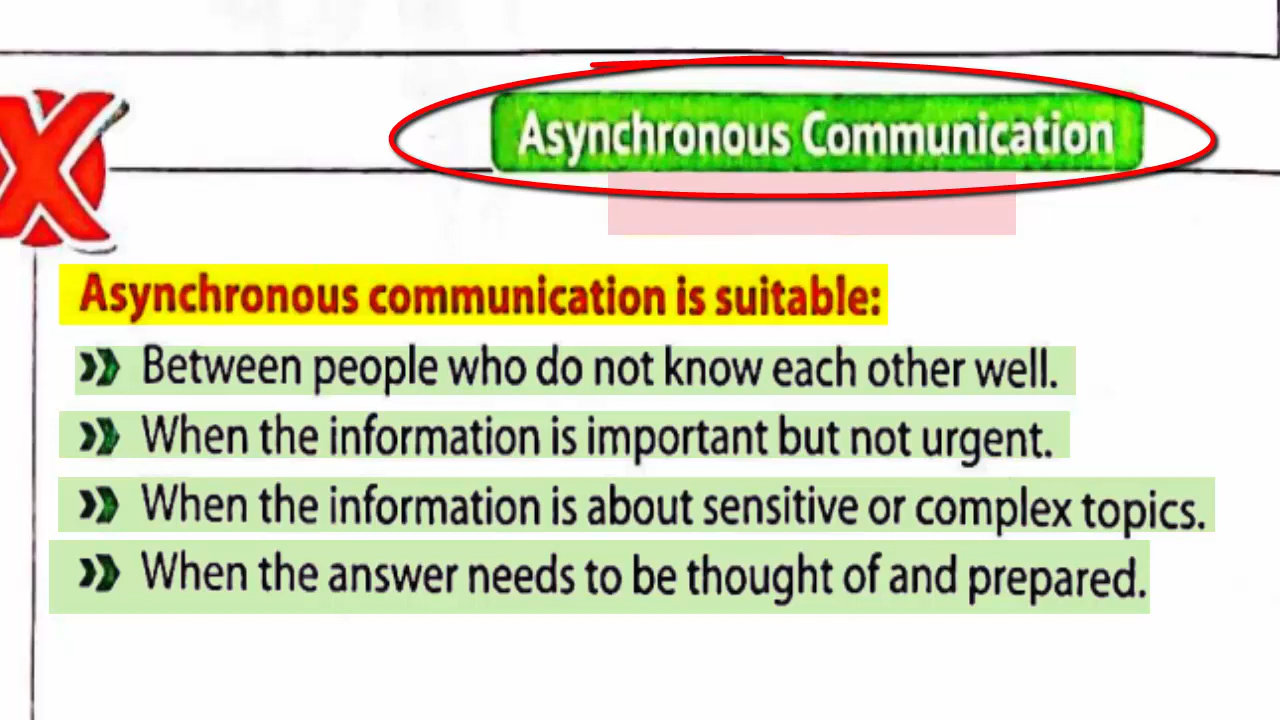 Asynchronous Communication
Asynchronous communication is suitable:
Between people who do not know each other well.
When the information is important but not urgent.
When the information is about sensitive or complex topics.
When the answer needs to be thought of and prepared.